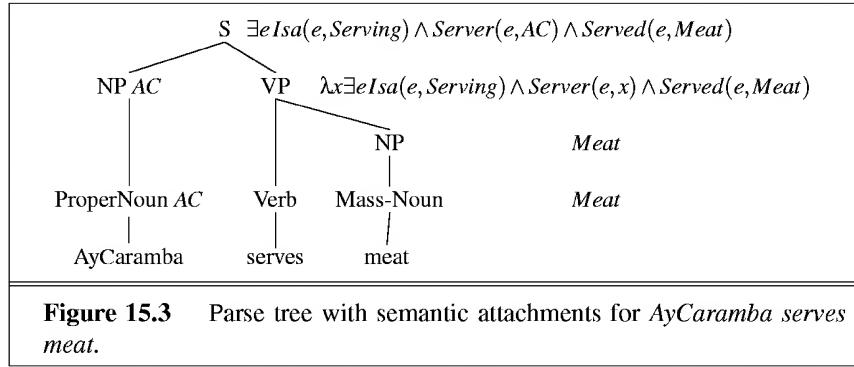 S ∃eIsa(e,Serving)∧Server(e,AC)∧Served(e,Meat)
NP AC VP λx∃eIsa(e,Serving)∧Server(e,x)∧Served(e,Meat)
NP Meat
ProperNoun AC Verb Mass-Noun Meat
AyCaramba serves meat
Figure 15.3 Parse tree with semantic attachments for AyCaramba serves
meat.